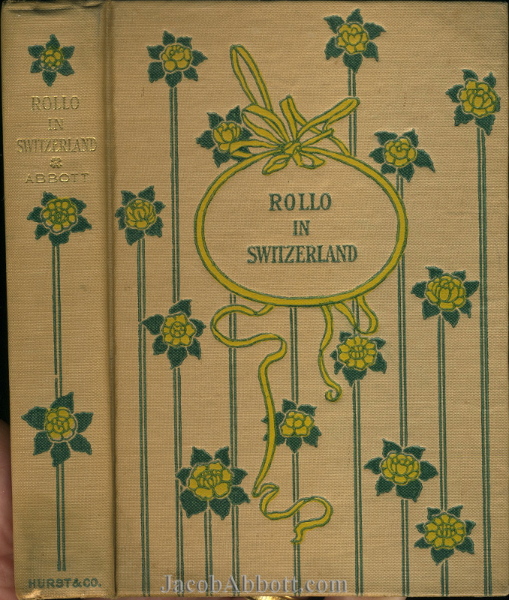 ROLLO
IN
SWITZERLAND
ABBOTT
HURST & CO.
ROLLO
IN
SWITZERLAND
JacobAbbott.com